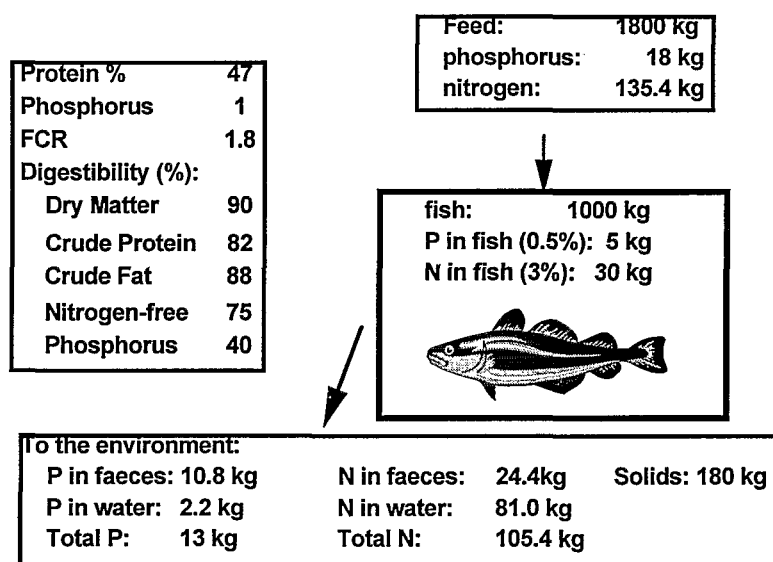 Feed: 1800 kg
phosphorus: 18 kg
nitrogen: 135.4 kg
Protein % 47
Phosphorus 1
FCR 1.8
Digestibility (%):
Dry Matter 90
Crude Protein 82
Crude Fat 88
Nitrogen-free 75
Phosphorus 40
fish: 1000 kg
P in fish (0.5%): 5 kg
N in fish (3%): 30 kg
To the environment:
P in faeces: 10.8 kg N in faeces: 24.4kg Solids: 180 kg
P in water: 2.2 kg N in water: 81.0 kg
Total P: 13 kg Total N: 105.4 kg